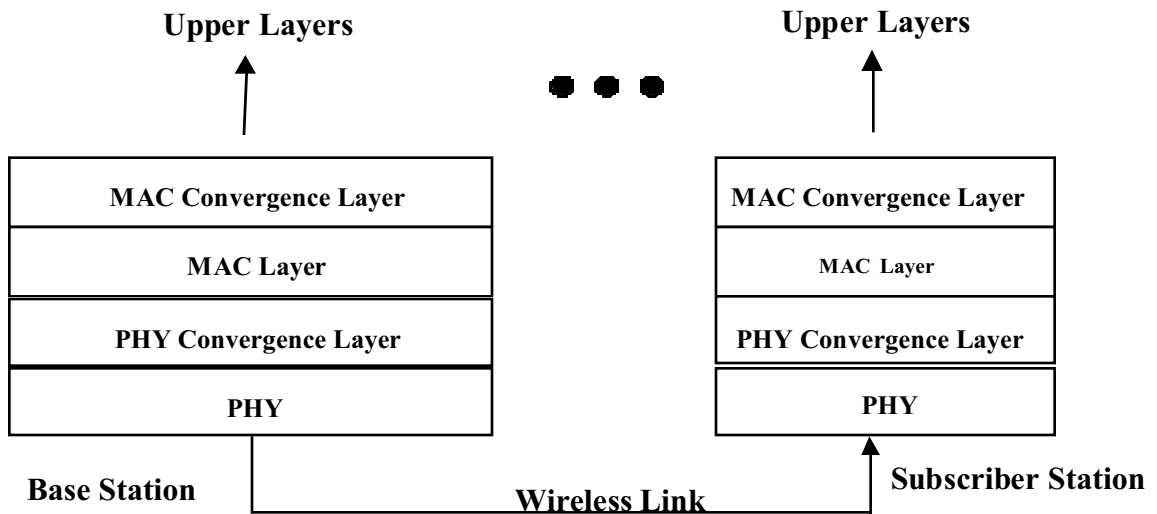 Upper Layers
Upper Layers
MAC Convergence Layer
MAC Layer
PHY Convergence Layer
PHY
MAC Convergence Layer
MAC Layer
PHY Convergence Layer
PHY
Base Station
Wireless Link
Subscriber Station